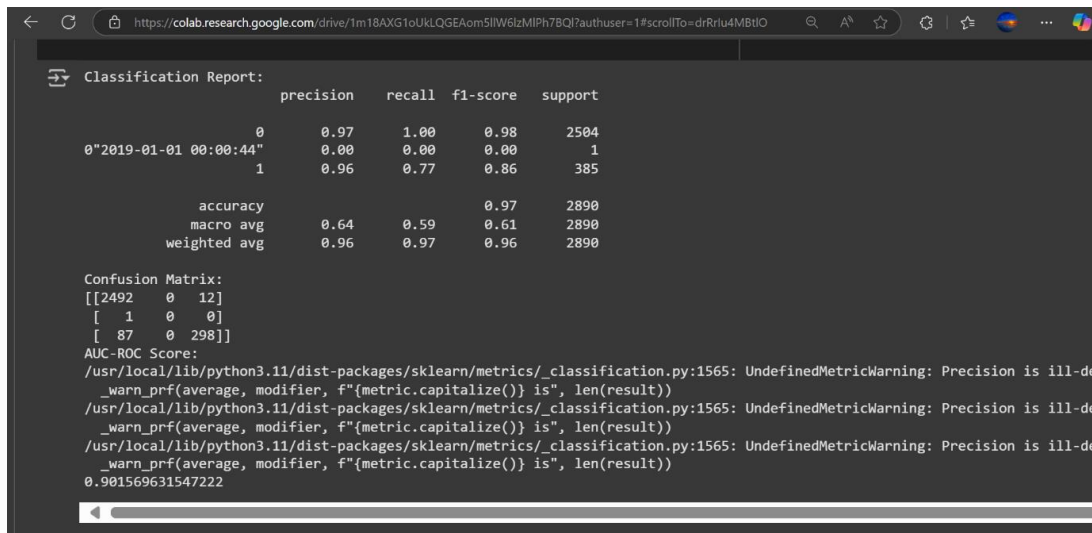 https://colab.research.google.com/drive/1m18AXG1oUkLQGEAom5IIW6lzMIPh7BQl?authuser=1#scrollTo=drRrIu4MBtlO
Classification Report:
precision recall f1-score support
0 0.97 1.00 0.98 2504
0"2019-01-01 00:00:44" 0.00 0.00 0.00 1
1 0.96 0.77 0.86 385
accuracy 0.97 2890
macro avg 0.64 0.59 0.61 2890
weighted avg 0.96 0.97 0.96 2890
Confusion Matrix:
[[2492 0 12]
[ 1 0 0]
[ 87 0 298]]
AUC-ROC Score:
/usr/local/lib/python3.11/dist-packages/sklearn/metrics/_classification.py:1565: UndefinedMetricWarning: Precision is ill-de
_warn_prf(average, modifier, f"{metric.capitalize()} is", len(result))
/usr/local/lib/python3.11/dist-packages/sklearn/metrics/_classification.py:1565: UndefinedMetricWarning: Precision is ill-de
_warn_prf(average, modifier, f"{metric.capitalize()} is", len(result))
/usr/local/lib/python3.11/dist-packages/sklearn/metrics/_classification.py:1565: UndefinedMetricWarning: Precision is ill-de
_warn_prf(average, modifier, f"{metric.capitalize()} is", len(result))
0.901569631547222